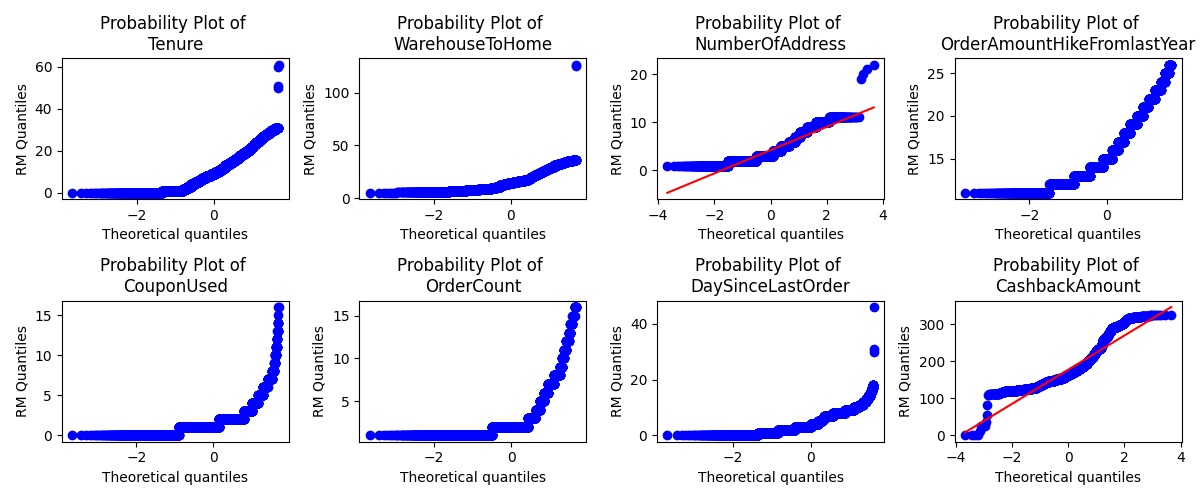 Probability Plot of
Tenure
RM Quantiles
60
40
20
0
−2
0
Theoretical quantiles
Probability Plot of
WarehouseToHome
RM Quantiles
100
50
0
−2
0
Theoretical quantiles
Probability Plot of
NumberOfAddress
RM Quantiles
20
10
0
−4
−2
0
2
4
Theoretical quantiles
Probability Plot of
OrderAmountHikeFromlastYear
RM Quantiles
25
20
15
−2
0
Theoretical quantiles
Probability Plot of
CouponUsed
RM Quantiles
15
10
5
0
−2
0
Theoretical quantiles
Probability Plot of
OrderCount
RM Quantiles
15
10
5
−2
0
Theoretical quantiles
Probability Plot of
DaySinceLastOrder
RM Quantiles
40
20
0
−2
0
Theoretical quantiles
Probability Plot of
CashbackAmount
RM Quantiles
300
200
100
0
−4
−2
0
2
4
Theoretical quantiles